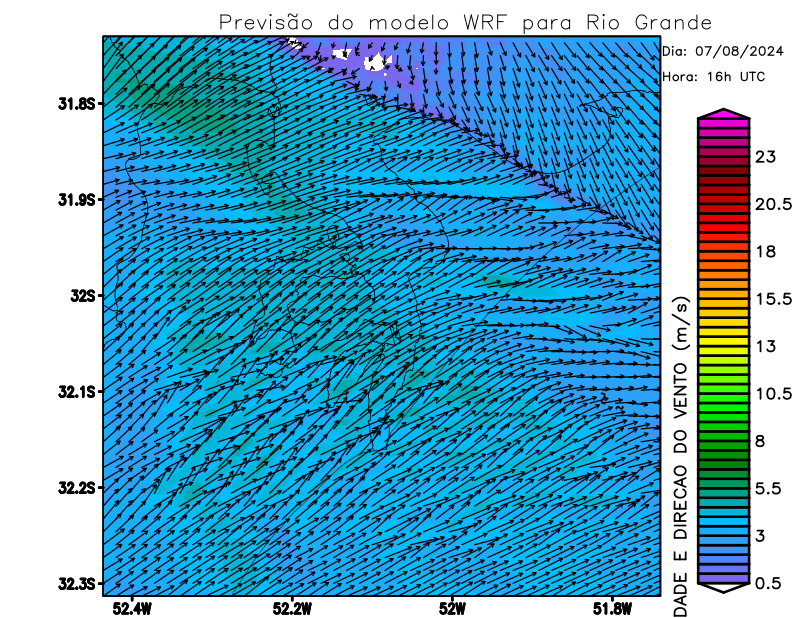 Previsão do modelo WRF para Rio Grande
Dia: 07/08/2024
Hora: 16h UTC
31.8S
31.9S
32S
32.1S
32.2S
32.3S
52.4W
52.2W
52W
51.8W
23
20.5
18
15.5
13
10.5
8
5.5
3
0.5
DADE E DIRECAO DO VENTO (m/s)